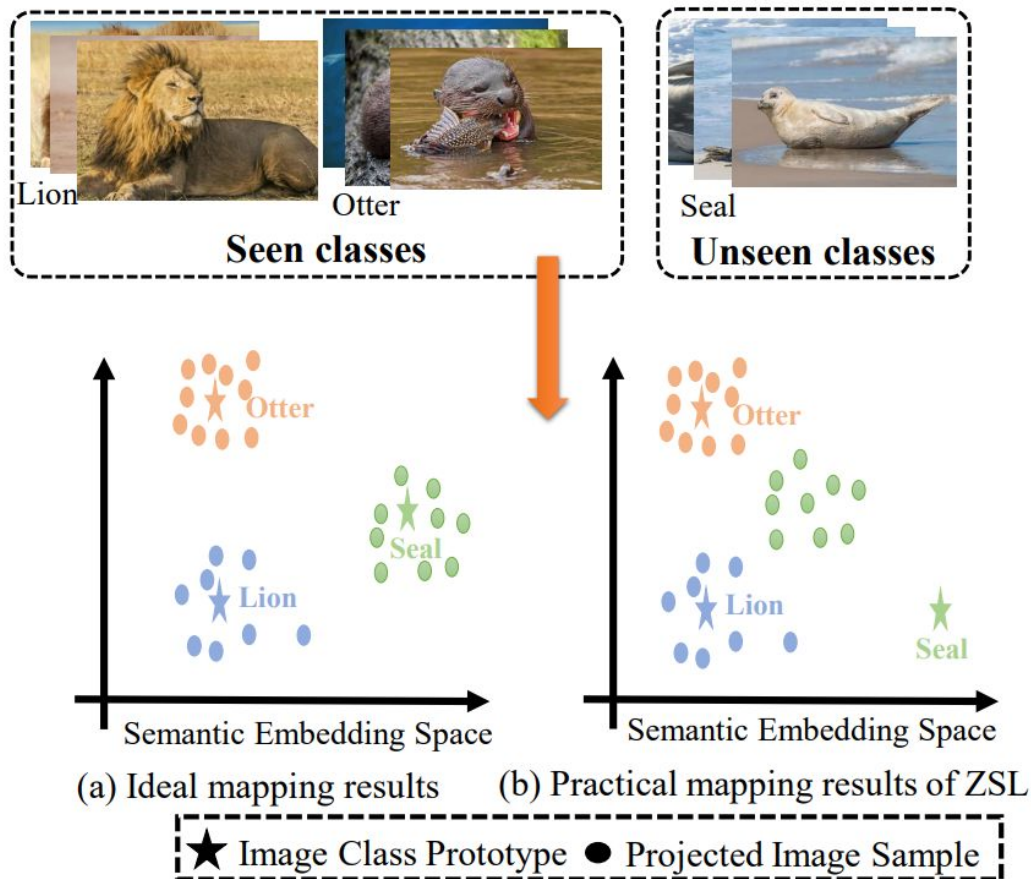 Lion
Otter
Seen classes
Seal
Unseen classes
Otter
Seal
Lion
Semantic Embedding Space
(a) Ideal mapping results
Otter
Lion
Seal
Semantic Embedding Space
(b) Practical mapping results of ZSL
Image Class Prototype
Projected Image Sample